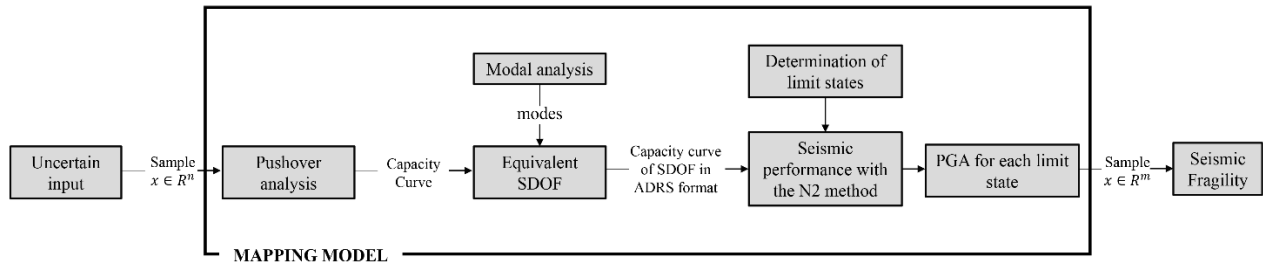 Modal analysis
Determination of
limit states
modes
Uncertain
input
Sample
x ∈ Rⁿ
Pushover
analysis
Capacity
Curve
Equivalent
SDOF
Capacity curve
of SDOF in
ADRS format
Seismic
performance with
the N2 method
PGA for each limit
state
Sample
x ∈ Rᵐ
Seismic
Fragility
MAPPING MODEL